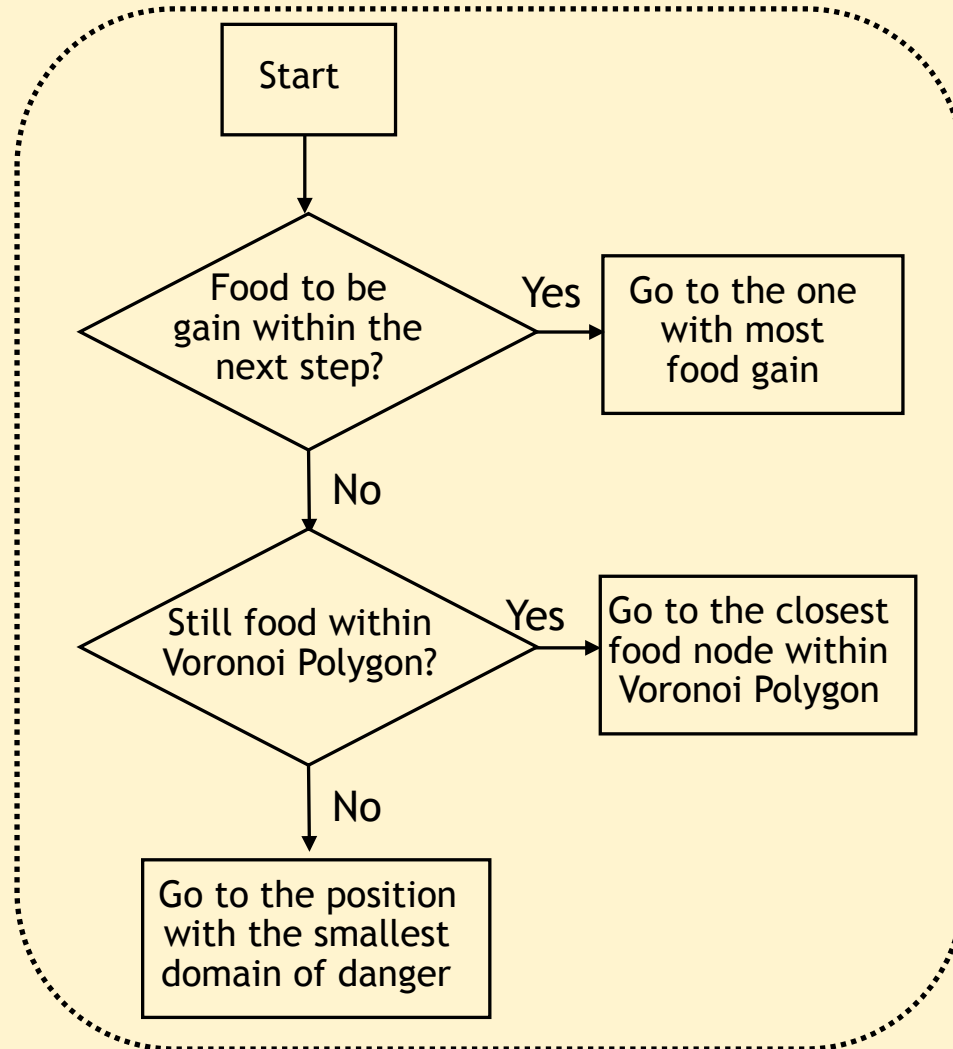 Start
Food to be
gain within the
next step?
Yes
Go to the one
with most
food gain
No
Still food within
Voronoi Polygon?
Yes
Go to the closest
food node within
Voronoi Polygon
No
Go to the position
with the smallest
domain of danger